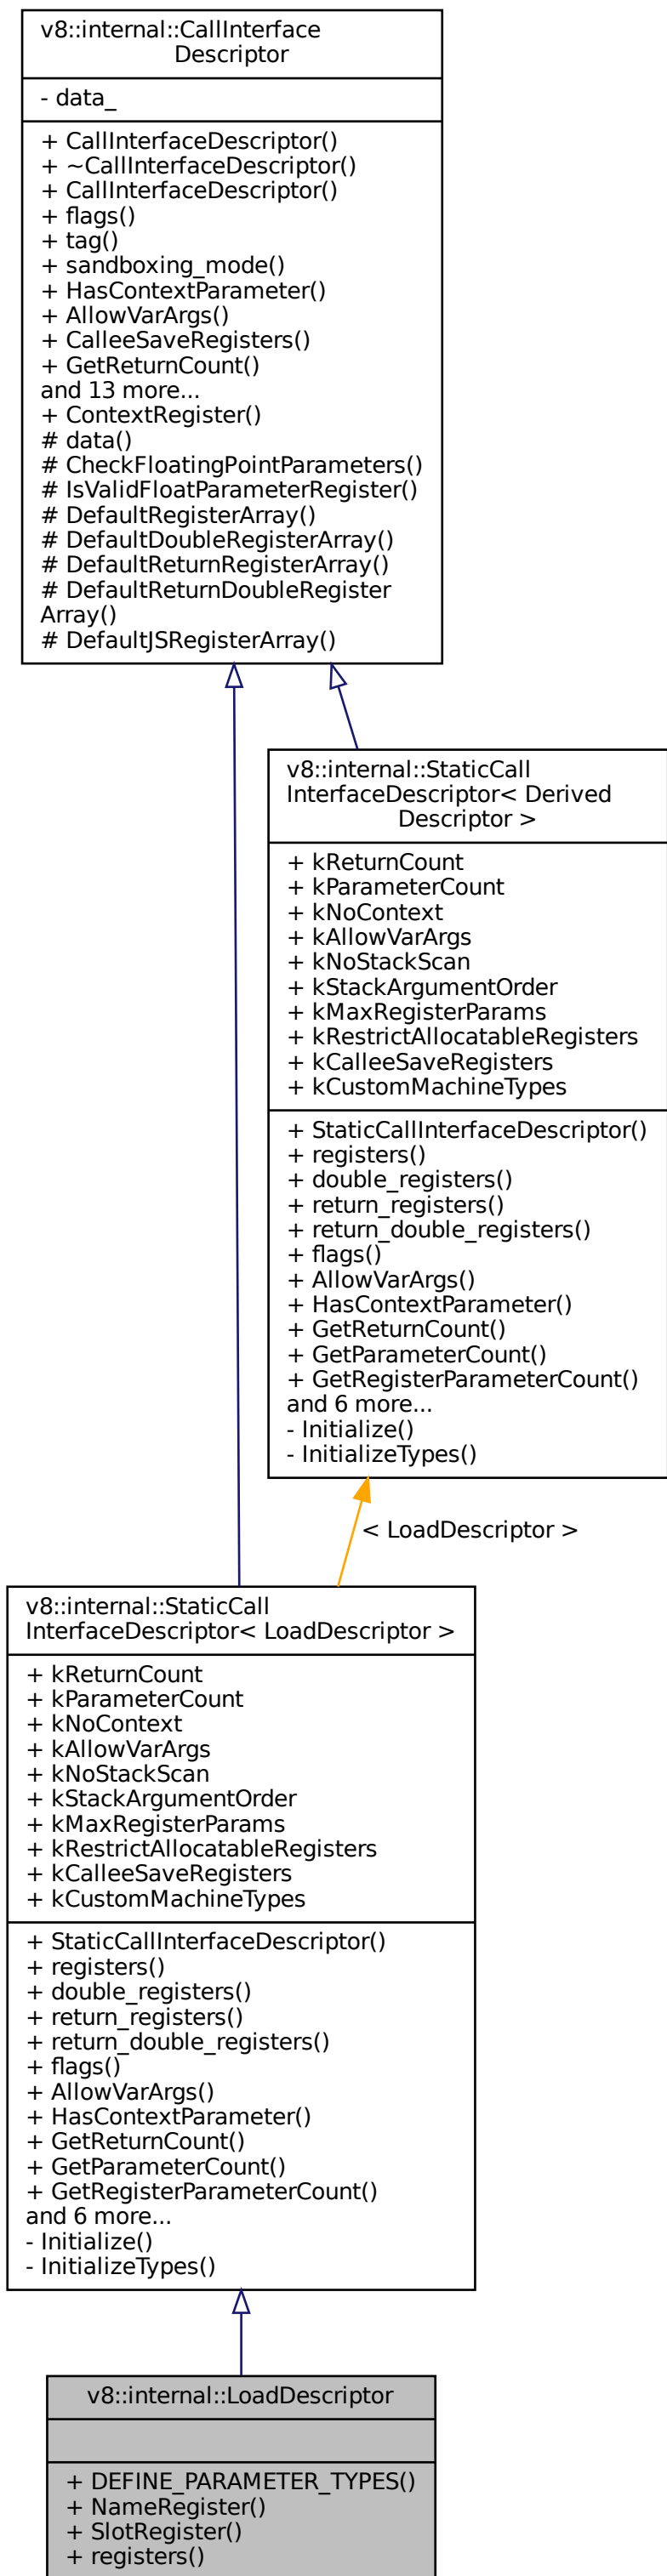 v8::internal::CallInterface
Descriptor
- data_
+ CallInterfaceDescriptor()
+ ~CallInterfaceDescriptor()
+ CallInterfaceDescriptor()
+ flags()
+ tag()
+ sandboxing_mode()
+ HasContextParameter()
+ AllowVarArgs()
+ CalleeSaveRegisters()
+ GetReturnCount()
and 13 more...
+ ContextRegister()
# data()
# CheckFloatingPointParameters()
# IsValidFloatParameterRegister()
# DefaultRegisterArray()
# DefaultDoubleRegisterArray()
# DefaultReturnRegisterArray()
# DefaultReturnDoubleRegister
Array()
# DefaultJSRegisterArray()
v8::internal::StaticCall
InterfaceDescriptor< Derived
Descriptor >
+ kReturnCount
+ kParameterCount
+ kNoContext
+ kAllowVarArgs
+ kNoStackScan
+ kStackArgumentOrder
+ kMaxRegisterParams
+ kRestrictAllocatableRegisters
+ kCalleeSaveRegisters
+ kCustomMachineTypes
+ StaticCallInterfaceDescriptor()
+ registers()
+ double_registers()
+ return_registers()
+ return_double_registers()
+ flags()
+ AllowVarArgs()
+ HasContextParameter()
+ GetReturnCount()
+ GetParameterCount()
+ GetRegisterParameterCount()
and 6 more...
- Initialize()
- InitializeTypes()
< LoadDescriptor >
v8::internal::StaticCall
InterfaceDescriptor< LoadDescriptor >
+ kReturnCount
+ kParameterCount
+ kNoContext
+ kAllowVarArgs
+ kNoStackScan
+ kStackArgumentOrder
+ kMaxRegisterParams
+ kRestrictAllocatableRegisters
+ kCalleeSaveRegisters
+ kCustomMachineTypes
+ StaticCallInterfaceDescriptor()
+ registers()
+ double_registers()
+ return_registers()
+ return_double_registers()
+ flags()
+ AllowVarArgs()
+ HasContextParameter()
+ GetReturnCount()
+ GetParameterCount()
+ GetRegisterParameterCount()
and 6 more...
- Initialize()
- InitializeTypes()
v8::internal::LoadDescriptor
+ DEFINE_PARAMETER_TYPES()
+ NameRegister()
+ SlotRegister()
+ registers()